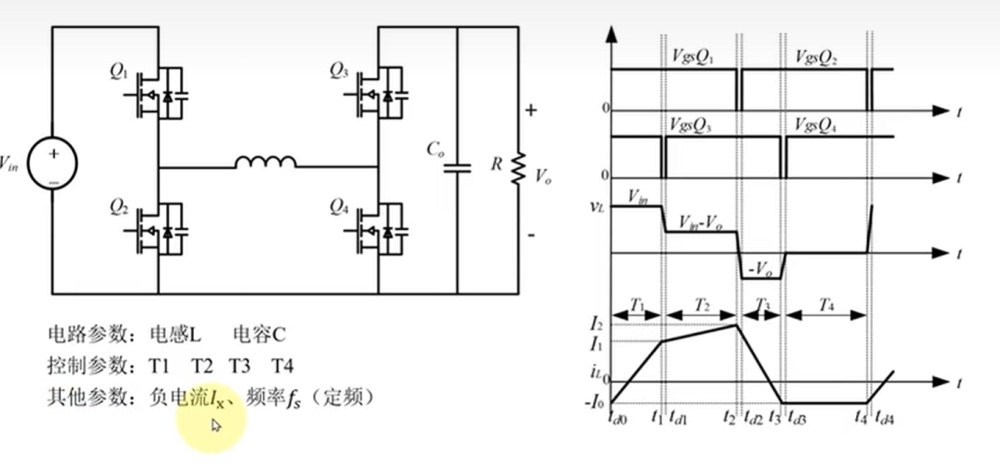 Q₁
Q₃
Vin
+
−
Cₒ
R
+
Vₒ
-
Q₂
Q₄
电路参数：电感L 电容C
控制参数：T1 T2 T3 T4
其他参数：负电流Iₓ、频率fₛ（定频）
VgsQ₁ VgsQ₂
0 t
VgsQ₃ VgsQ₄
0 t
vL Vin
Vin-Vₒ
t
-Vₒ
T₁ T₂ T₃ T₄
I₂
I₁
iL 0 t
-I₀
td0 t₁ td1 t₂ td2 t₃ td3 t₄ td4